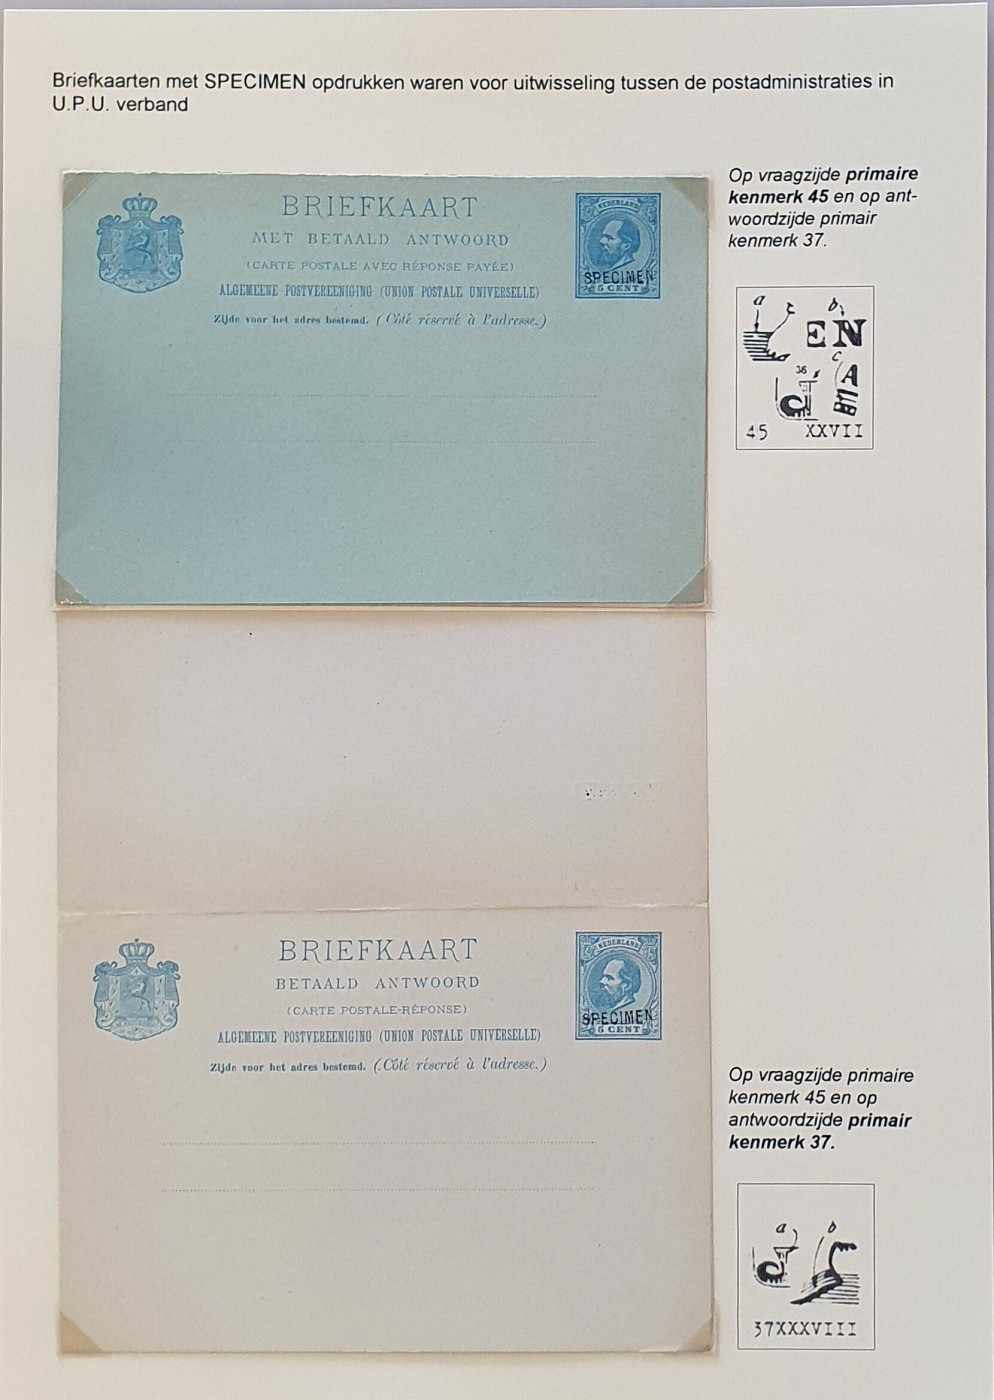 Briefkaarten met SPECIMEN opdrukken waren voor uitwisseling tussen de postadministraties in
U.P.U. verband
BRIEFKAART
MET BETAALD ANTWOORD
(CARTE POSTALE AVEC RÉPONSE PAYÉE)
ALGEMEENE POSTVEREENIGING (UNION POSTALE UNIVERSELLE)
Zijde voor het adres bestemd. (Côté réservé à l'adresse.)
NEDERLAND
SPECIMEN
5 CENT
Op vraagzijde primaire
kenmerk 45 en op ant-
woordzijde primair
kenmerk 37.
a
b
EN
c
A
36
45 XXVII
BRIEFKAART
BETAALD ANTWOORD
(CARTE POSTALE-RÉPONSE)
ALGEMEENE POSTVEREENIGING (UNION POSTALE UNIVERSELLE)
Zijde voor het adres bestemd. (Côté réservé à l'adresse.)
NEDERLAND
SPECIMEN
5 CENT
Op vraagzijde primaire
kenmerk 45 en op
antwoordzijde primair
kenmerk 37.
a b
37XXXVIII